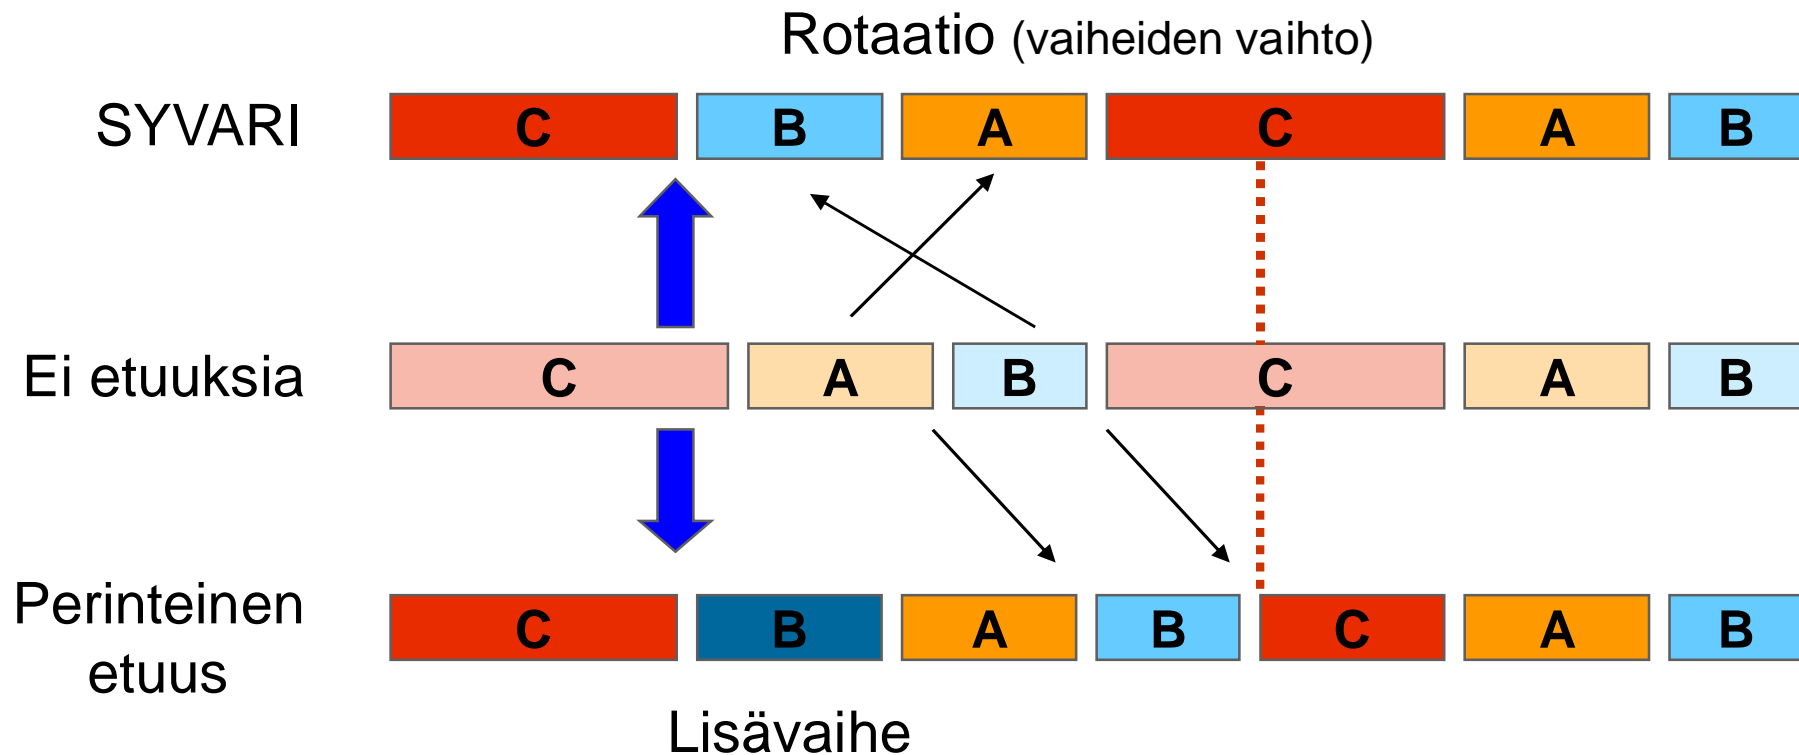 Rotaatio (vaiheiden vaihto)
SYVARI C B A C A B
Ei etuuksia C A B C A B
Perinteinen
etuus C B A B C A B
Lisävaihe